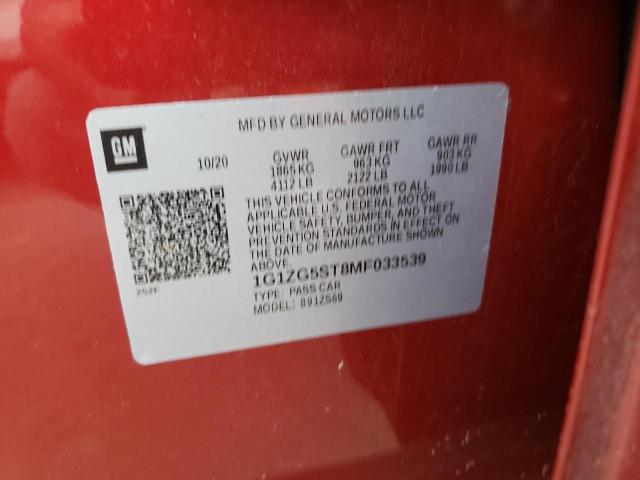 MFD BY GENERAL MOTORS LLC
GM
10/20
GVWR
1865 KG
4112 LB
GAWR FRT
963 KG
2122 LB
GAWR RR
903 KG
1990 LB
THIS VEHICLE CONFORMS TO ALL
APPLICABLE U.S. FEDERAL MOTOR
VEHICLE SAFETY, BUMPER, AND THEFT
PREVENTION STANDARDS IN EFFECT ON
THE DATE OF MANUFACTURE SHOWN
ABOVE.
1G1ZG5ST8MF033539
TYPE: PASS CAR
MODEL: B91ZS69
252F